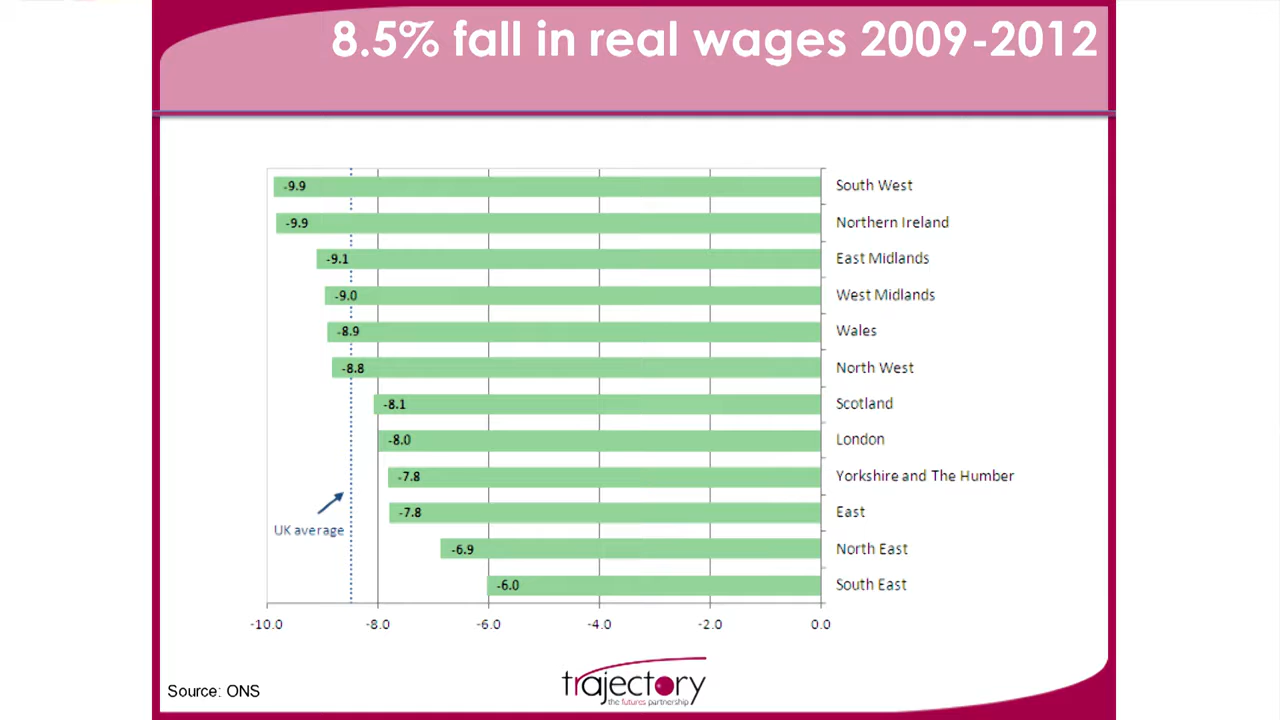 8.5% fall in real wages 2009-2012
-9.9 South West
-9.9 Northern Ireland
-9.1 East Midlands
-9.0 West Midlands
-8.9 Wales
-8.8 North West
-8.1 Scotland
-8.0 London
-7.8 Yorkshire and The Humber
-7.8 East
UK average
-6.9 North East
-6.0 South East
-10.0 -8.0 -6.0 -4.0 -2.0 0.0
trajectory
the futures partnership
Source: ONS